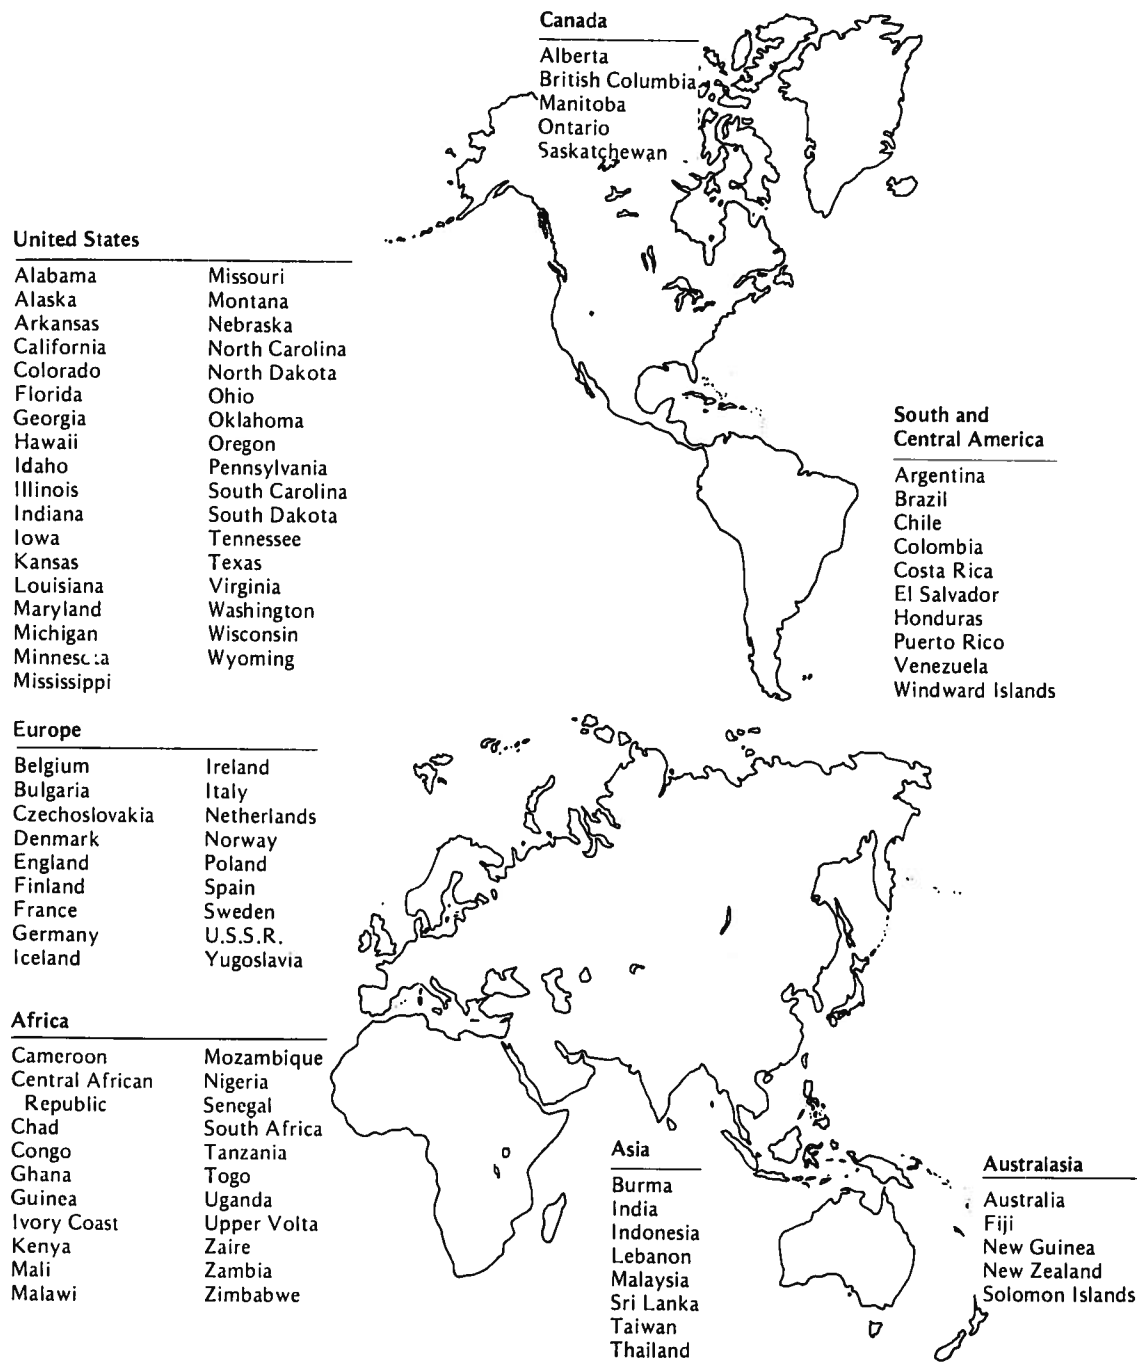 Canada
Alberta
British Columbia
Manitoba
Ontario
Saskatchewan
United States
Alabama
Alaska
Arkansas
California
Colorado
Florida
Georgia
Hawaii
Idaho
Illinois
Indiana
Iowa
Kansas
Louisiana
Maryland
Michigan
Minnesota
Mississippi
Missouri
Montana
Nebraska
North Carolina
North Dakota
Ohio
Oklahoma
Oregon
Pennsylvania
South Carolina
South Dakota
Tennessee
Texas
Virginia
Washington
Wisconsin
Wyoming
South and
Central America
Argentina
Brazil
Chile
Colombia
Costa Rica
El Salvador
Honduras
Puerto Rico
Venezuela
Windward Islands
Europe
Belgium
Bulgaria
Czechoslovakia
Denmark
England
Finland
France
Germany
Iceland
Ireland
Italy
Netherlands
Norway
Poland
Spain
Sweden
U.S.S.R.
Yugoslavia
Africa
Cameroon
Central African
Republic
Chad
Congo
Ghana
Guinea
Ivory Coast
Kenya
Mali
Malawi
Mozambique
Nigeria
Senegal
South Africa
Tanzania
Togo
Uganda
Upper Volta
Zaire
Zambia
Zimbabwe
Asia
Burma
India
Indonesia
Lebanon
Malaysia
Sri Lanka
Taiwan
Thailand
Australasia
Australia
Fiji
New Guinea
New Zealand
Solomon Islands